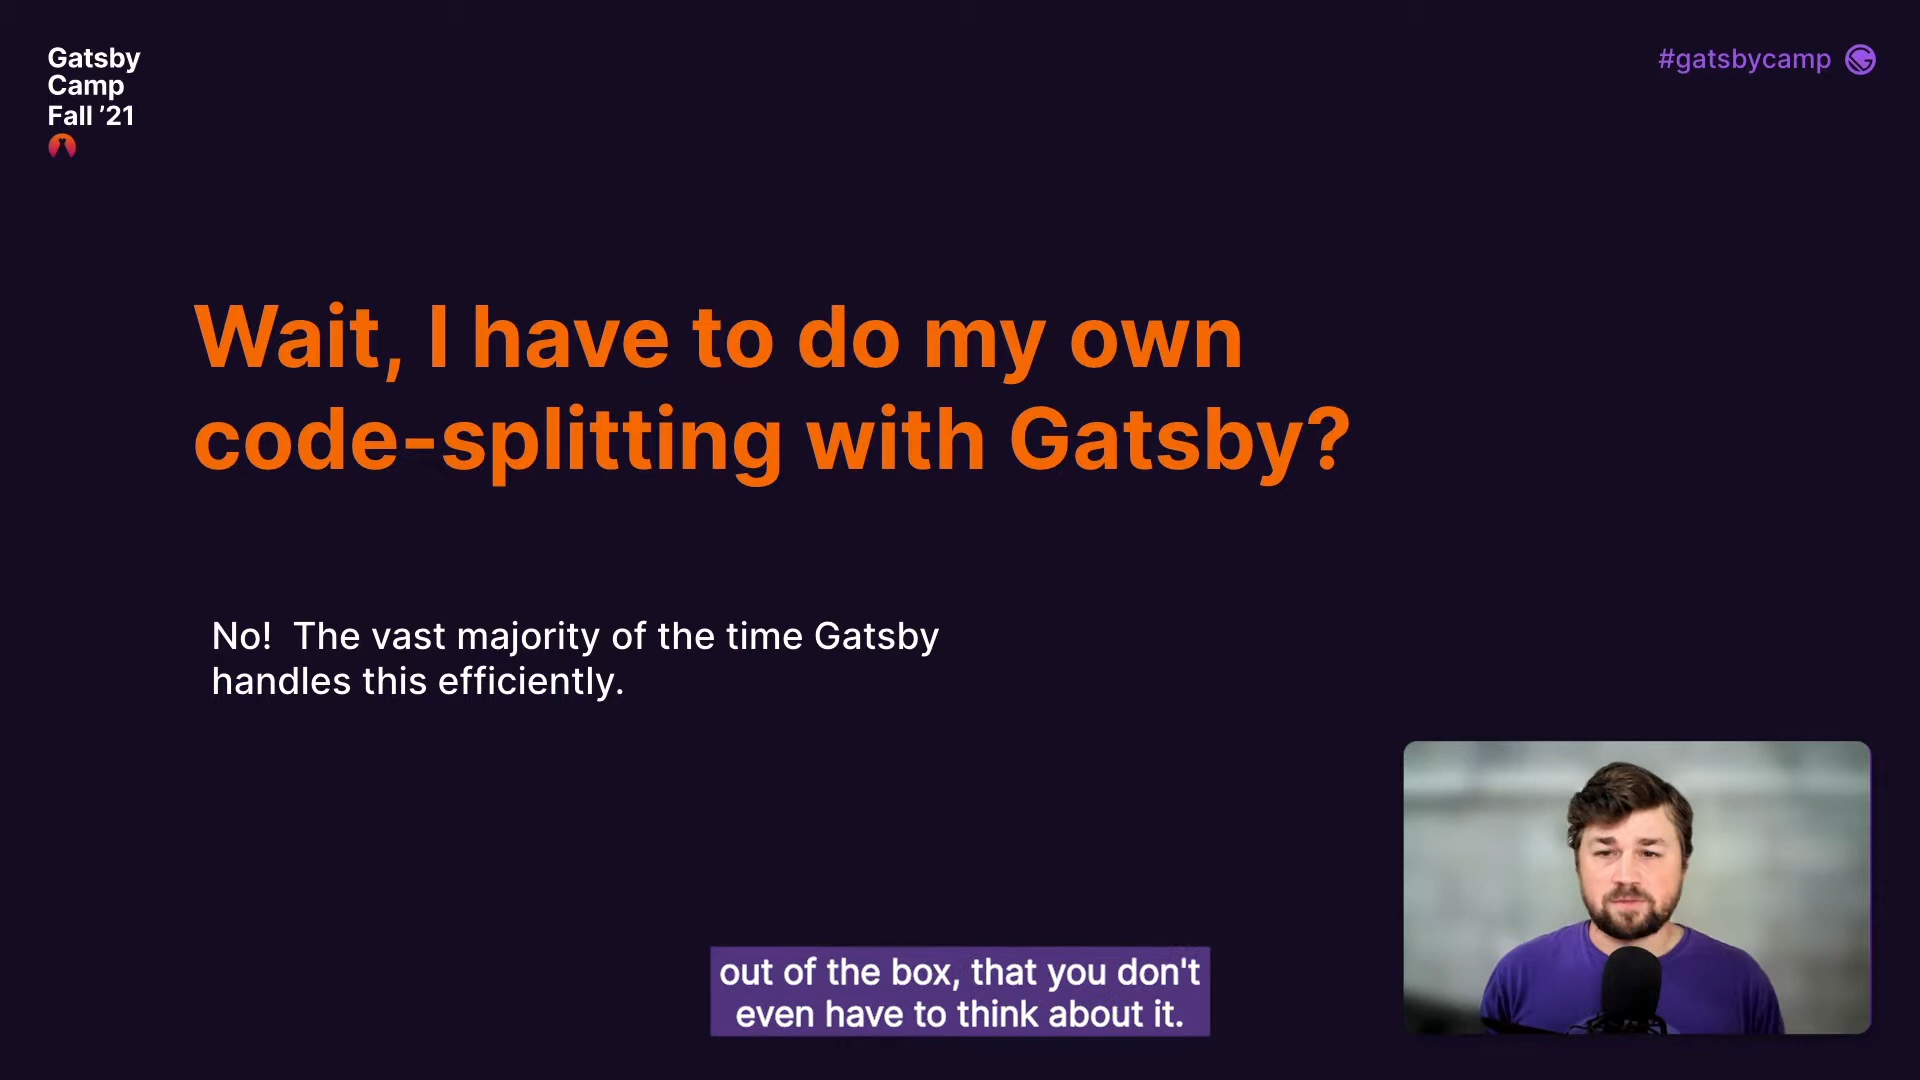 Gatsby
Camp
Fall ’21
#gatsbycamp
Wait, I have to do my own
code-splitting with Gatsby?
No!  The vast majority of the time Gatsby
handles this efficiently.
out of the box, that you don't
even have to think about it.